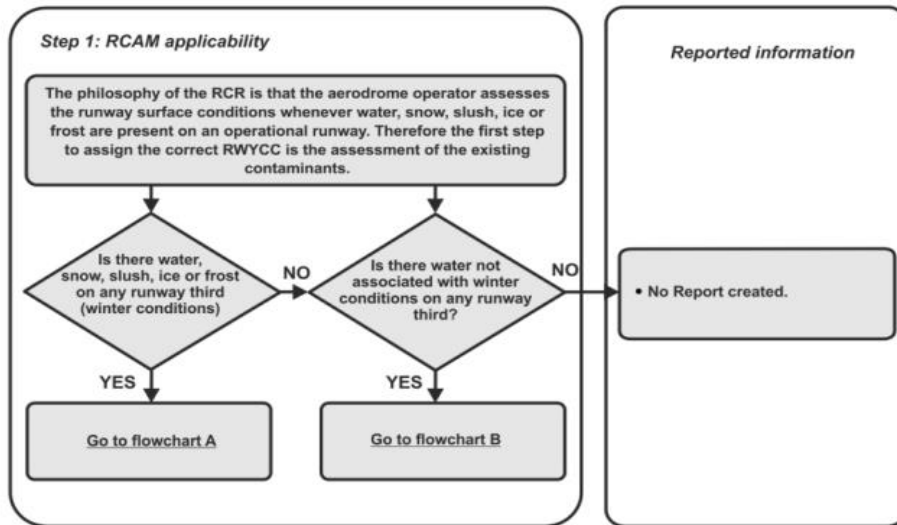 Step 1: RCAM applicability
The philosophy of the RCR is that the aerodrome operator assesses
the runway surface conditions whenever water, snow, slush, ice or
frost are present on an operational runway. Therefore the first step
to assign the correct RWYCC is the assessment of the existing
contaminants.
Is there water,
snow, slush, ice or frost
on any runway third
(winter conditions)
NO
Is there water not
associated with winter
conditions on any runway
third?
NO
YES
YES
Go to flowchart A
Go to flowchart B
Reported information
• No Report created.